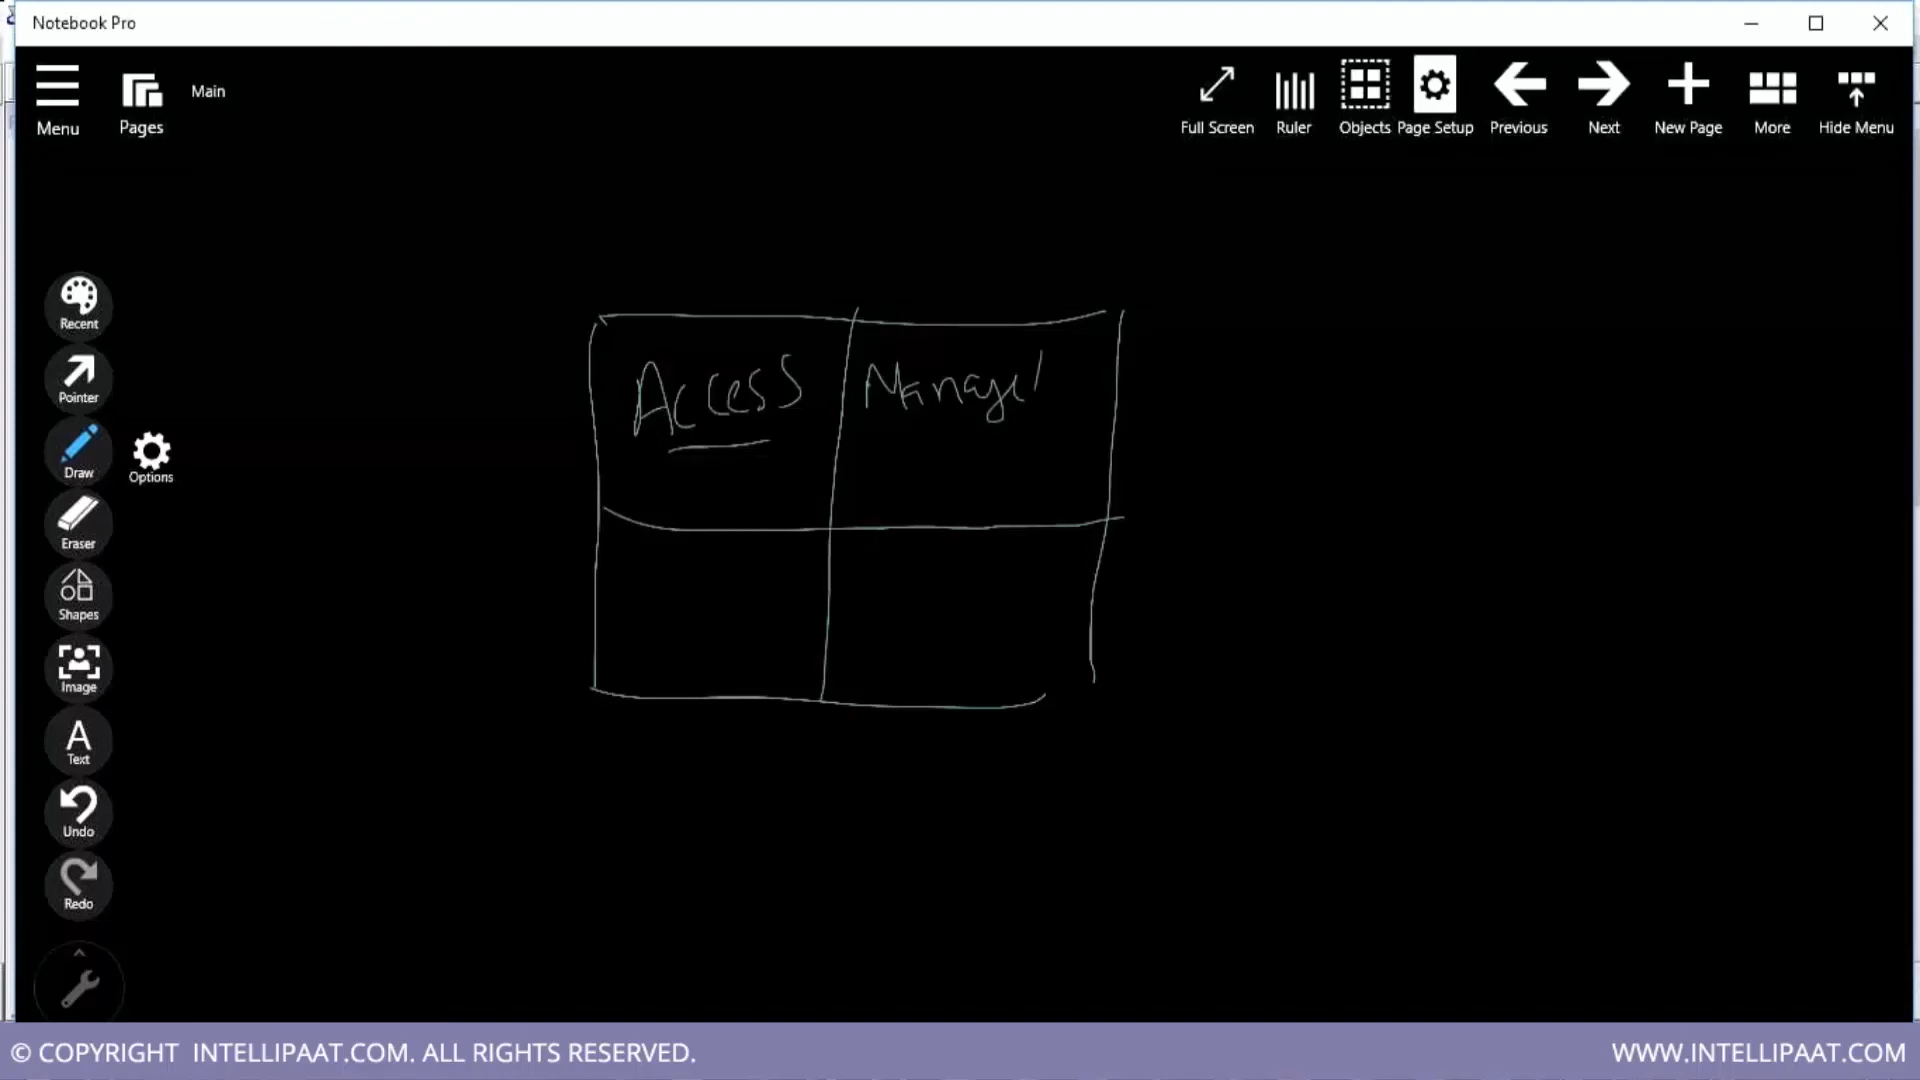 Notebook Pro
Menu
Pages
Main
Full Screen
Ruler
Objects
Page Setup
Previous
Next
New Page
More
Hide Menu
Recent
Pointer
Draw
Options
Eraser
Shapes
Image
A
Text
Undo
Redo
Access
© COPYRIGHT INTELLIPAAT.COM. ALL RIGHTS RESERVED.
WWW.INTELLIPAAT.COM